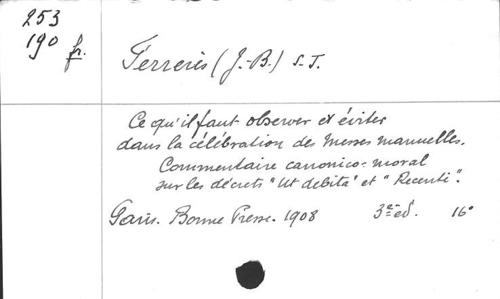 253
190 fr.
Ferrerès (J.-B.) S.-J.
Ce qu'il faut observer et éviter
dans la célébration des Messes manuelles.
Commentaire canonico-moral
sur les décrets "Ut debita" et "Recenti".
Paris. Bonne Presse. 1908 3e éd. 16°